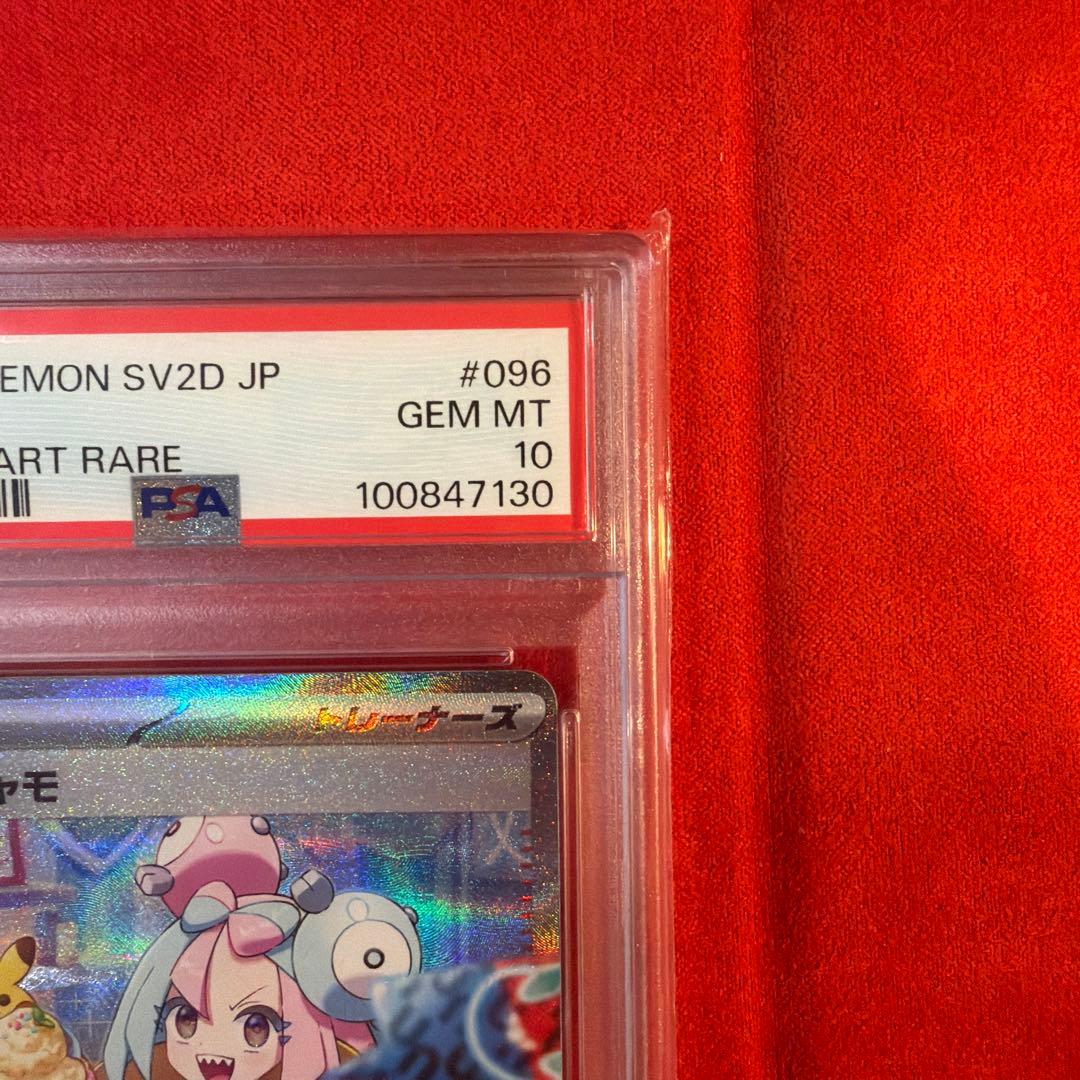 EMON SV2D JP #096
GEM MT
ART RARE 10
PSA 100847130
トレーナーズ
ャモ